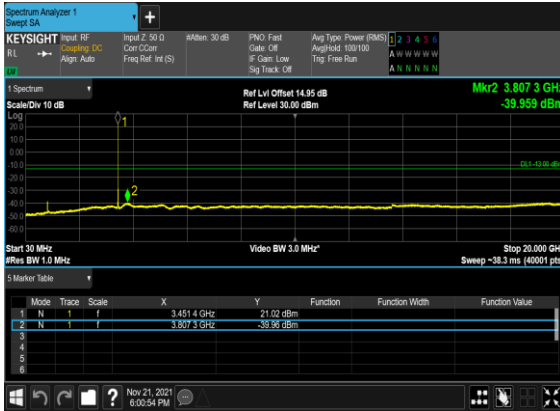 Spectrum Analyzer 1
Swept SA
+
KEYSIGHT Input: RF Input Z: 50 Ω #Atten: 30 dB PNO: Fast Avg Type: Power (RMS) 1 2 3 4 5 6
RL Coupling: DC Corr CCorr Gate: Off Avg|Hold: 100/100 A W W W W W
Align: Auto Freq Ref: Int (S) IF Gain: Low Trig: Free Run
Sig Track: Off A N N N N N
1 Spectrum Ref Lvl Offset 14.95 dB Mkr2 3.807 3 GHz
Scale/Div 10 dB Ref Level 30.00 dBm -39.959 dBm
Log
1
20.0
10.0
0.00
-10.0
DL1 -13.00 dBm
-20.0
-30.0
2
-40.0
-50.0
-60.0
Start 30 MHz Video BW 3.0 MHz* Stop 20.000 GHz
#Res BW 1.0 MHz Sweep ~38.3 ms (40001 pts)
5 Marker Table
Mode Trace Scale X Y Function Function Width Function Value
1 N 1 f 3.451 4 GHz 21.02 dBm
2 N 1 f 3.807 3 GHz -39.96 dBm
3
4
5
6
? Nov 21, 2021
6:00:54 PM